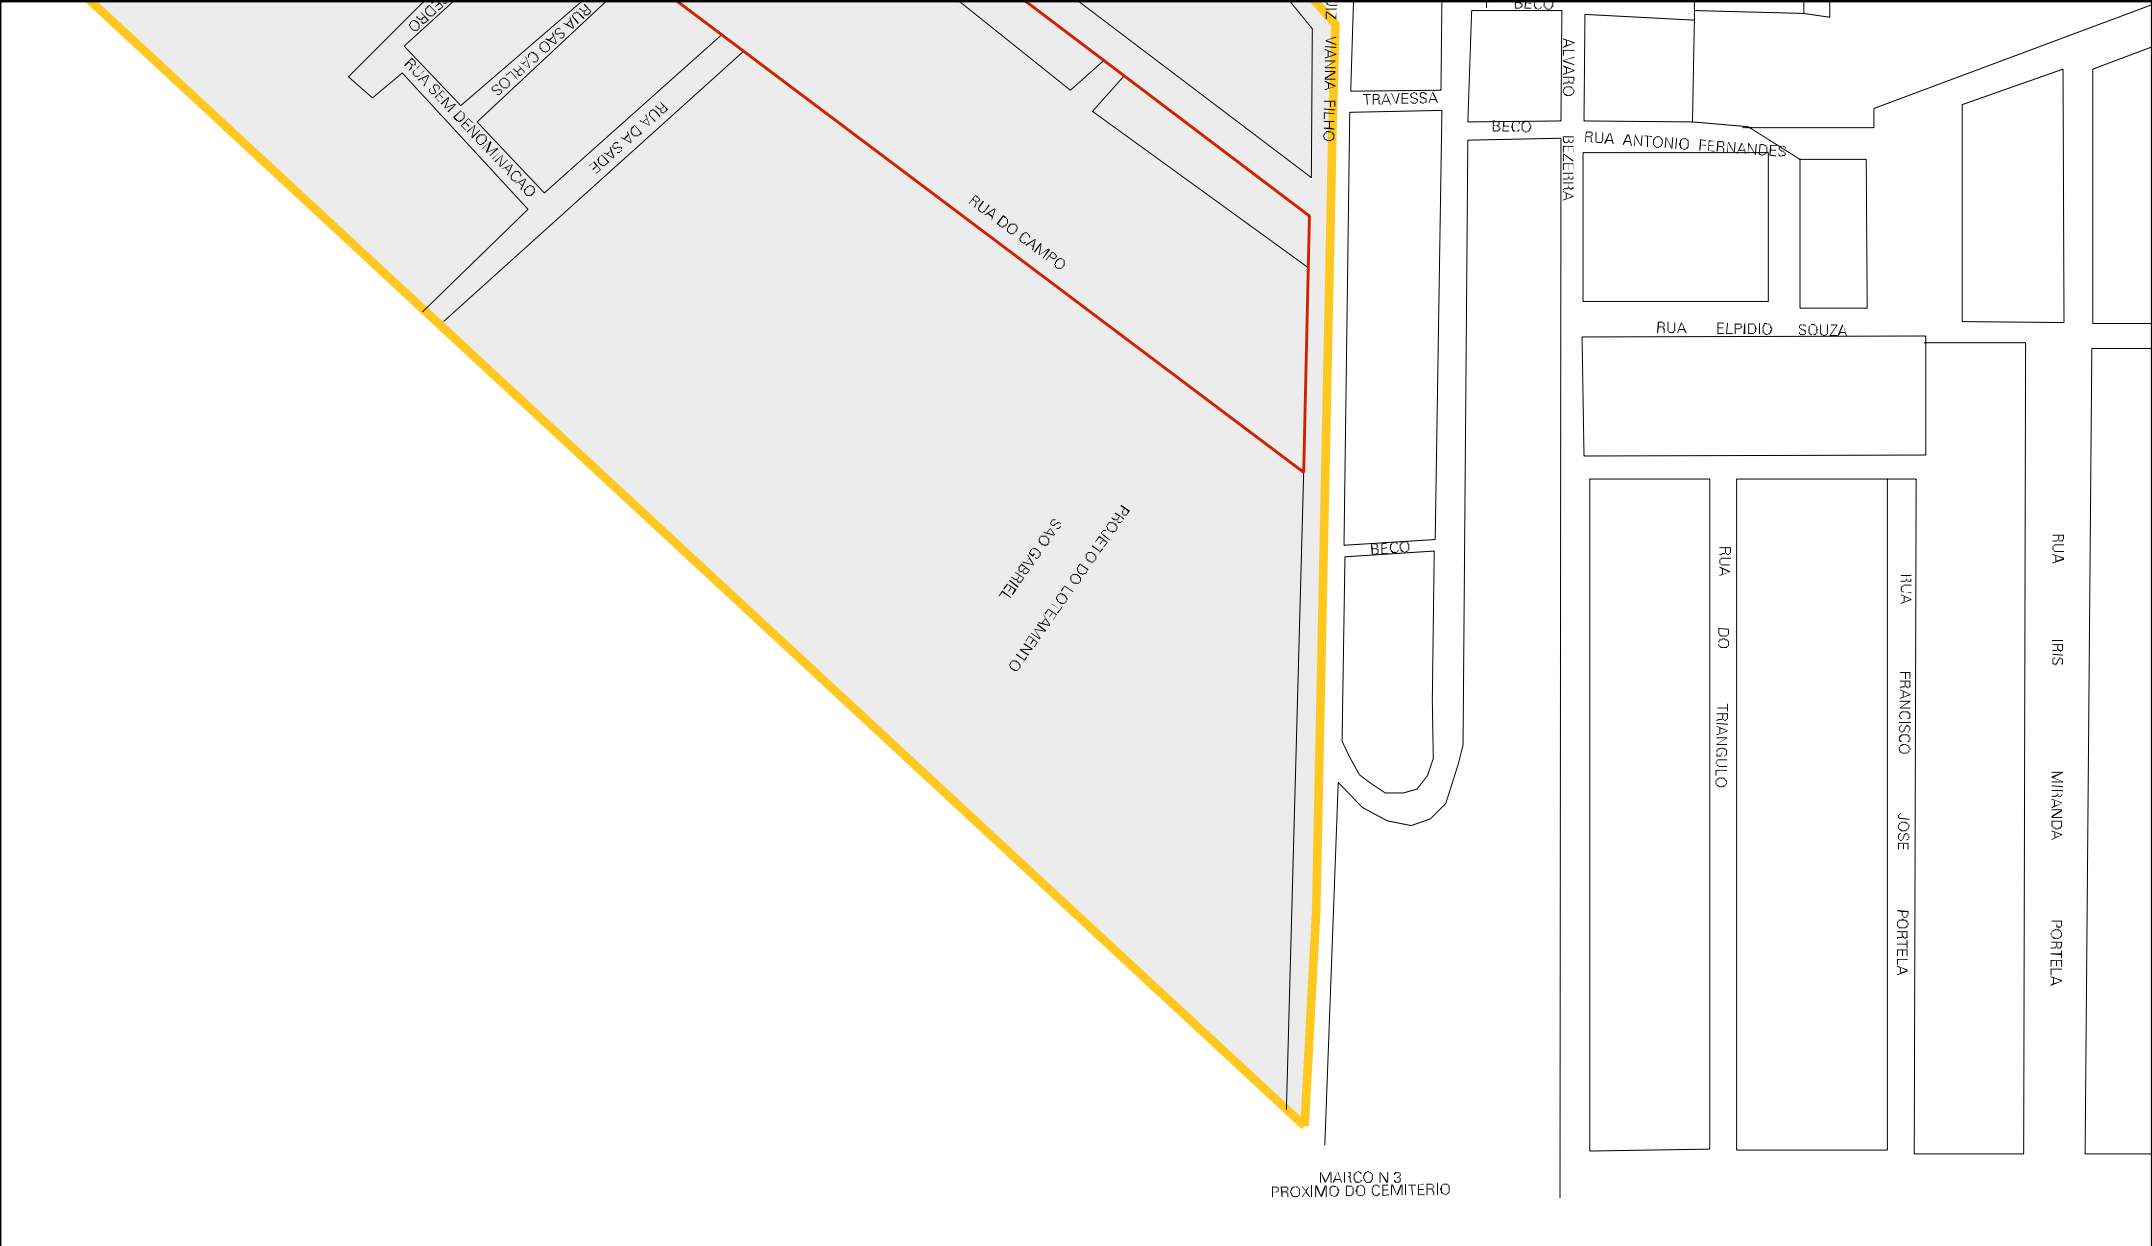 BECO
EDRO
RUA SAO CARLOS
RUA SEM DENOMINACAO
RUA DA SADE
RUA DO CAMPO
IZ VIANNA FILHO
TRAVESSA
BECO
ALVARO BEZERRA
RUA ANTONIO FERNANDES
RUA ELPIDIO SOUZA
PROJETO DO LOTEAMENTO
SAO GABRIEL
BECO
RUA DO TRIANGULO
RUA FRANCISCO JOSE PORTELA
RUA IRIS MIRANDA PORTELA
MARCO N 3
PROXIMO DO CEMITERIO